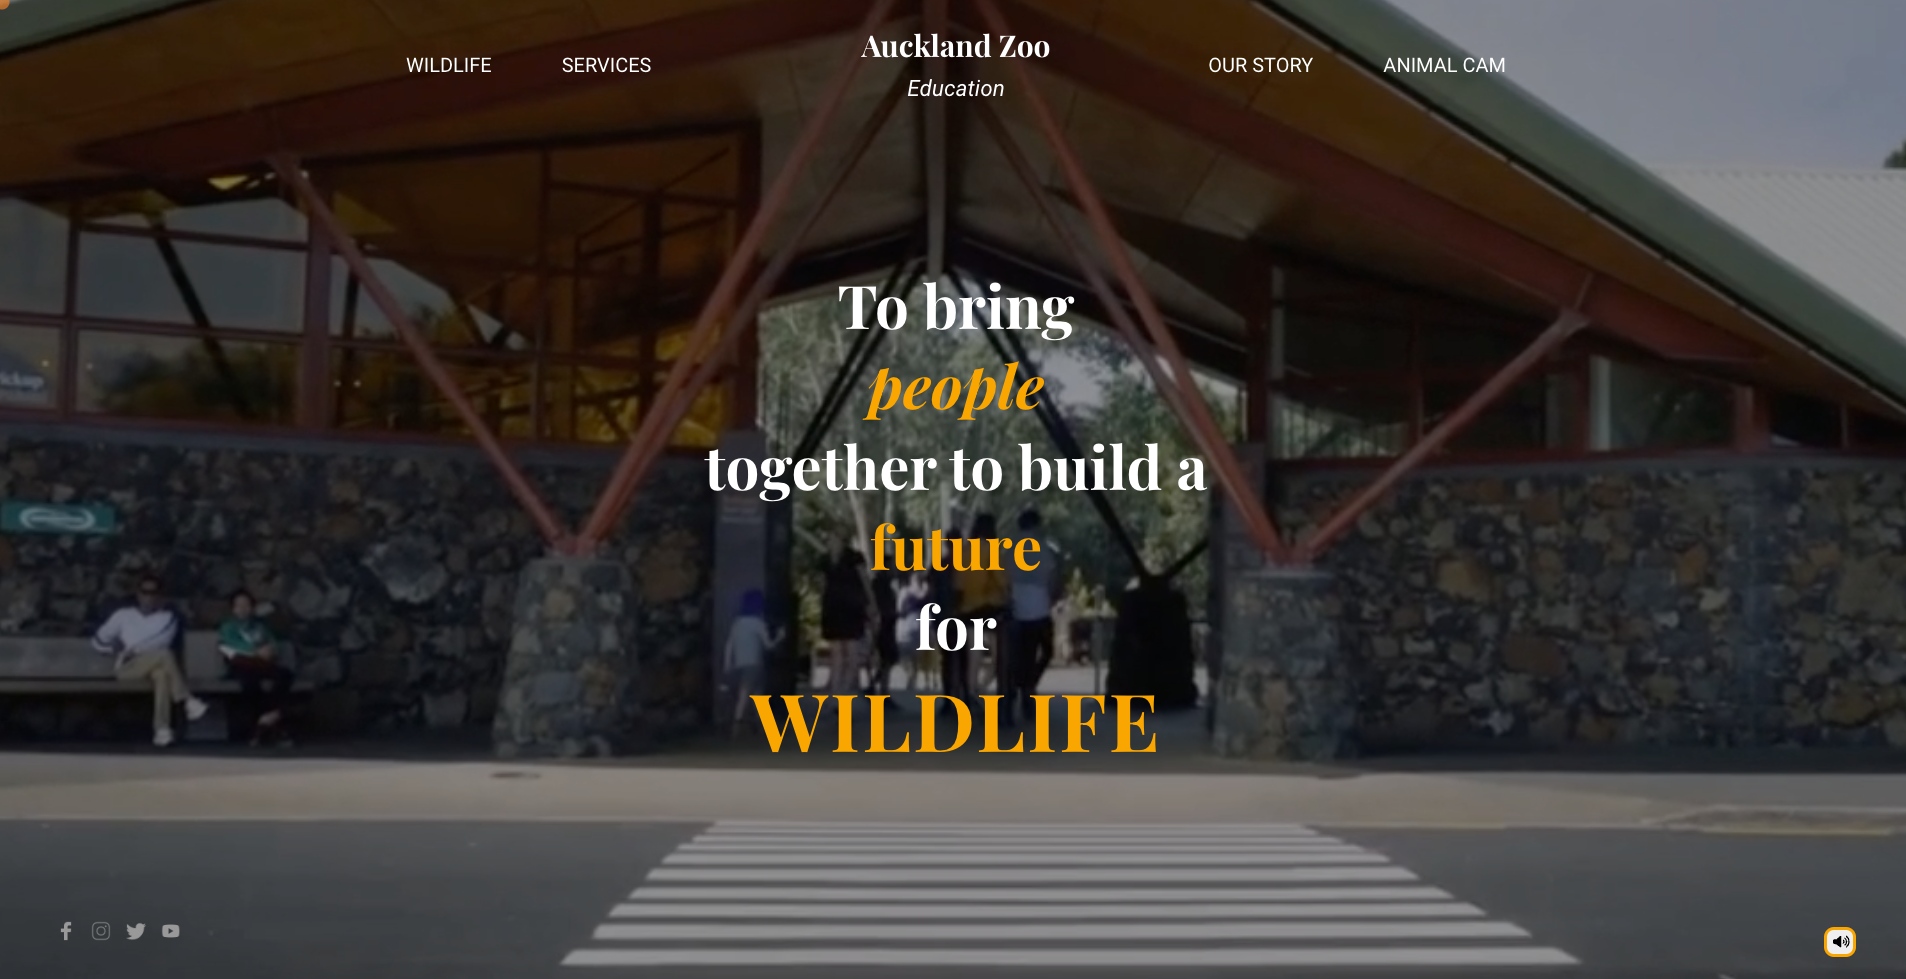 WILDLIFE
SERVICES
Auckland Zoo
Education
OUR STORY
ANIMAL CAM
To bring
people
together to build a
future
for
WILDLIFE